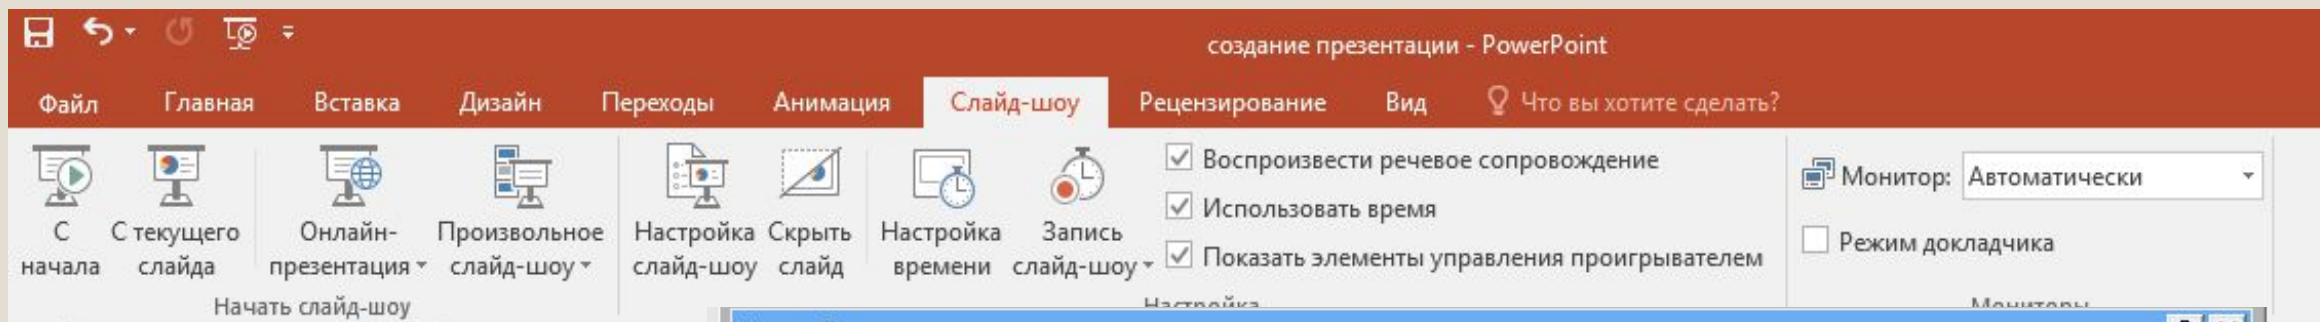 создание презентации - PowerPoint
Файл Главная Вставка Дизайн Переходы Анимация Слайд-шоу Рецензирование Вид Что вы хотите сделать?
С начала
С текущего слайда
Онлайн-презентация
Произвольное слайд-шоу
Начать слайд-шоу
Настройка слайд-шоу
Скрыть слайд
Настройка времени
Запись слайд-шоу
Воспроизвести речевое сопровождение
Использовать время
Показать элементы управления проигрывателем
Настройка
Монитор: Автоматически
Режим докладчика
Мониторы